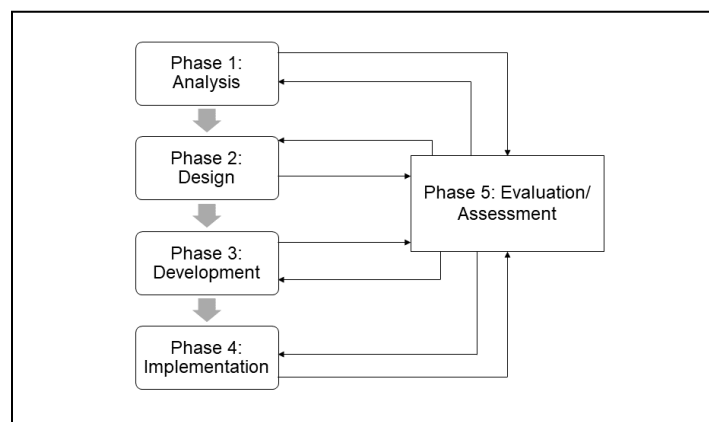 Phase 1:
Analysis
Phase 2:
Design
Phase 3:
Development
Phase 4:
Implementation
Phase 5: Evaluation/
Assessment